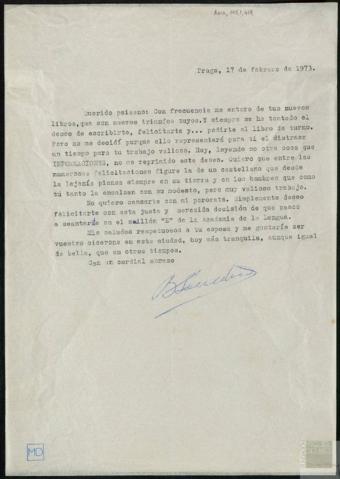 Praga, 17 de febrero de 1973.
Querido paisano: Con frecuencia me entero de tus nuevos
libros, que son nuevos triunfos tuyos. Y siempre me ha tentado el
deseo de escribirte, felicitarte y... pedirte el libro de turno.
Pero no me decidí porque ello representará para ti el distraer
un tiempo para tu trabajo valioso. Hoy, leyendo no otra cosa que
INFORMACIONES, no he reprimido este deseo. Quiero que entre las
numerosas felicitaciones figure la de un castellano que desde
la lejanía piensa siempre en su tierra y en los hombres que como
tú tanto la ensalzan con su modesto, pero muy valioso trabajo.
No quiero cansarte con mi perorata. Simplemente deseo
felicitarte con esta justa y merecida decisión de que pases
a sentarte en el sillón "E" de la Academia de la Lengua.
Mis saludos respetuosos a tu esposa y me gustaría ser
vuestro cicerone en esta ciudad, hoy más tranquila, aunque igual
de bella, que en otros tiempos.
Con un cordial abrazo
MD